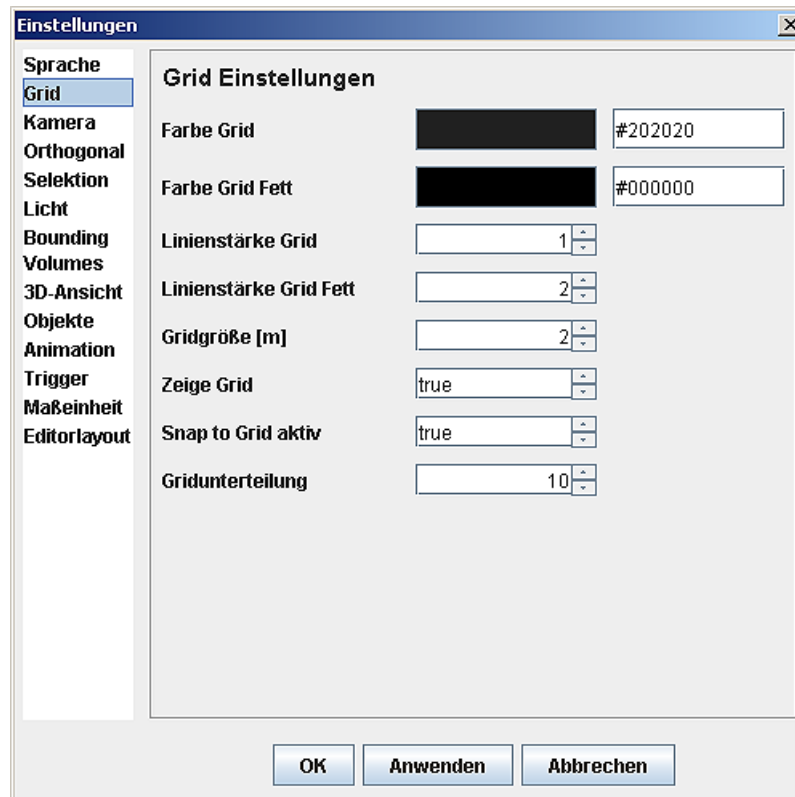 Einstellungen
Sprache
Grid
Kamera
Orthogonal
Selektion
Licht
Bounding
Volumes
3D-Ansicht
Objekte
Animation
Trigger
Maßeinheit
Editorlayout
Grid Einstellungen
Farbe Grid #202020
Farbe Grid Fett #000000
Linienstärke Grid 1
Linienstärke Grid Fett 2
Gridgröße [m] 2
Zeige Grid true
Snap to Grid aktiv true
Gridunterteilung 10
OK Anwenden Abbrechen